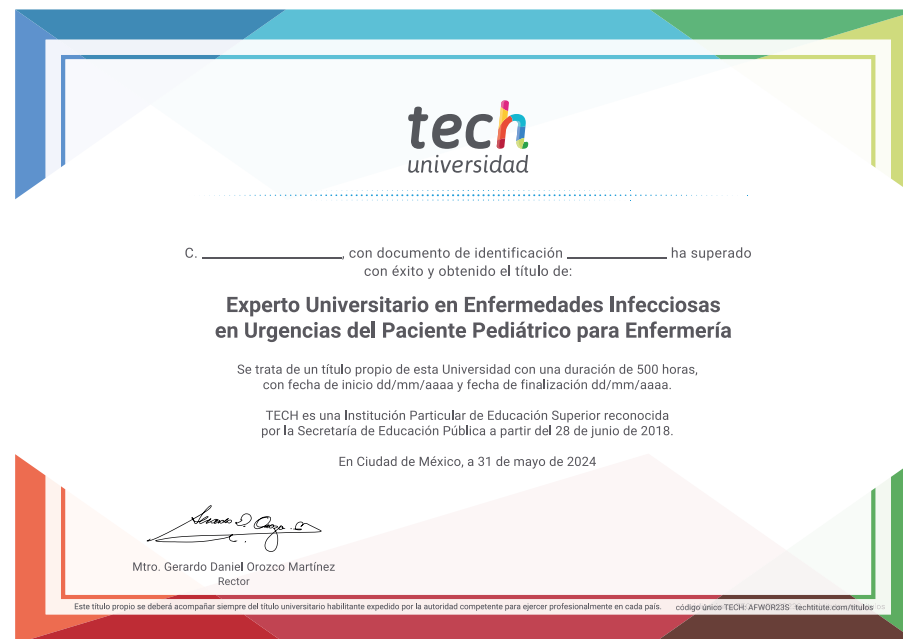 tech
universidad
C. , con documento de identificación ha superado
con éxito y obtenido el título de:
Experto Universitario en Enfermedades Infecciosas
en Urgencias del Paciente Pediátrico para Enfermería
Se trata de un título propio de esta Universidad con una duración de 500 horas,
con fecha de inicio dd/mm/aaaa y fecha de finalización dd/mm/aaaa.
TECH es una Institución Particular de Educación Superior reconocida
por la Secretaría de Educación Pública a partir del 28 de junio de 2018.
En Ciudad de México, a 31 de mayo de 2024
Mtro. Gerardo Daniel Orozco Martínez
Rector
Este título propio se deberá acompañar siempre del título universitario habilitante expedido por la autoridad competente para ejercer profesionalmente en cada país. código único TECH: AFWOR23S techtitute.com/titulos